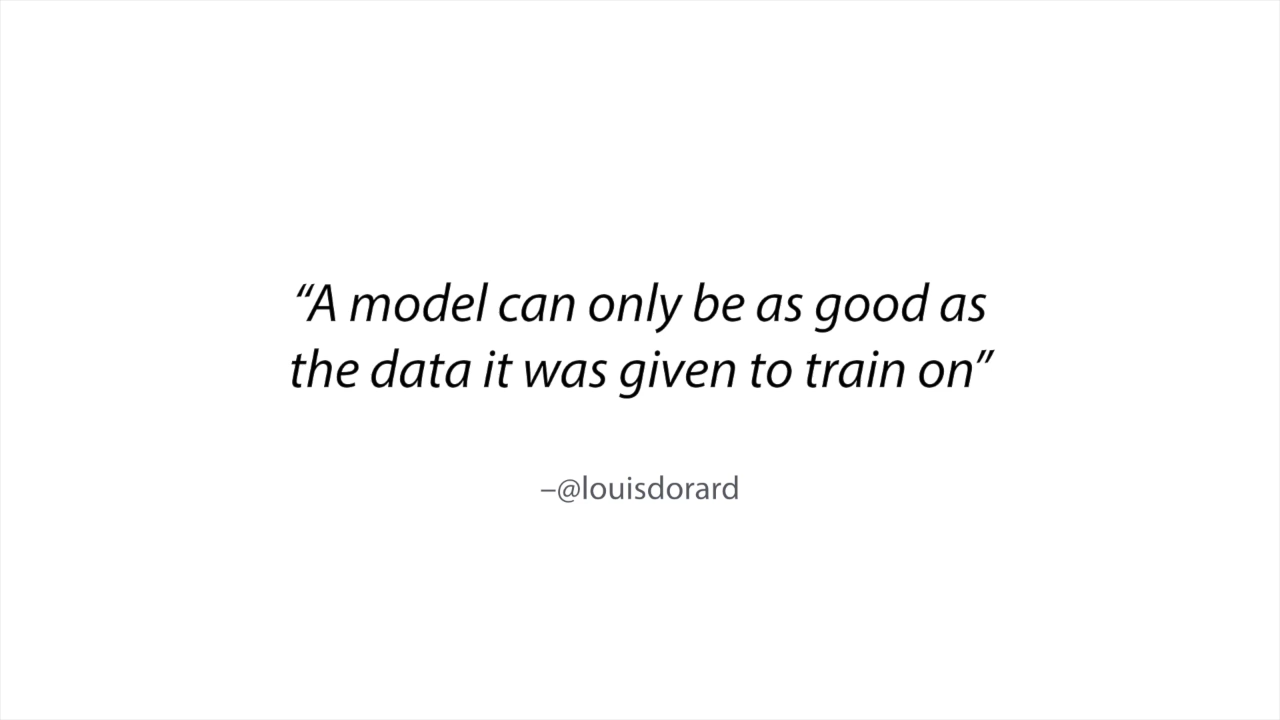 “A model can only be as good as
the data it was given to train on”
–@louisdorard